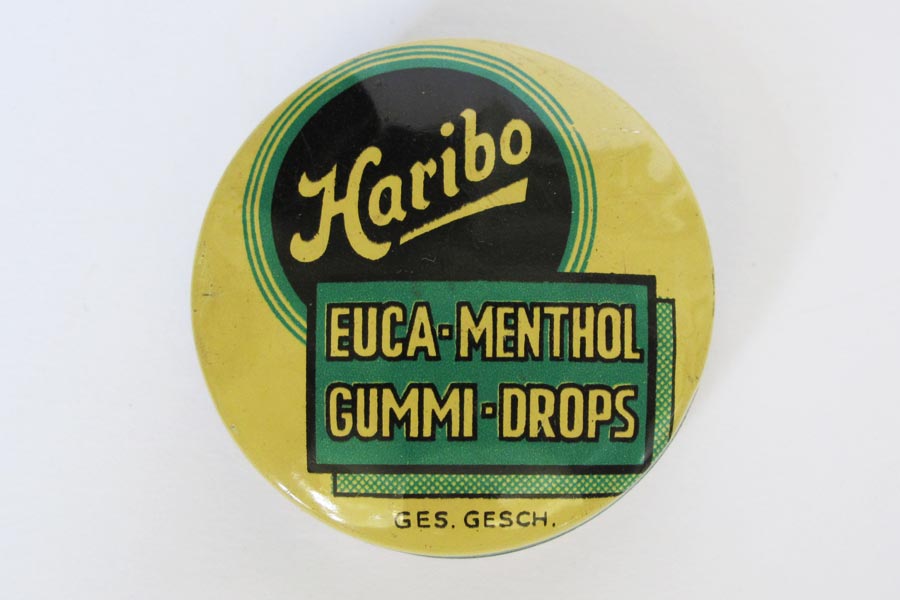 Haribo
EUCA-MENTHOL
GUMMI-DROPS
GES. GESCH.